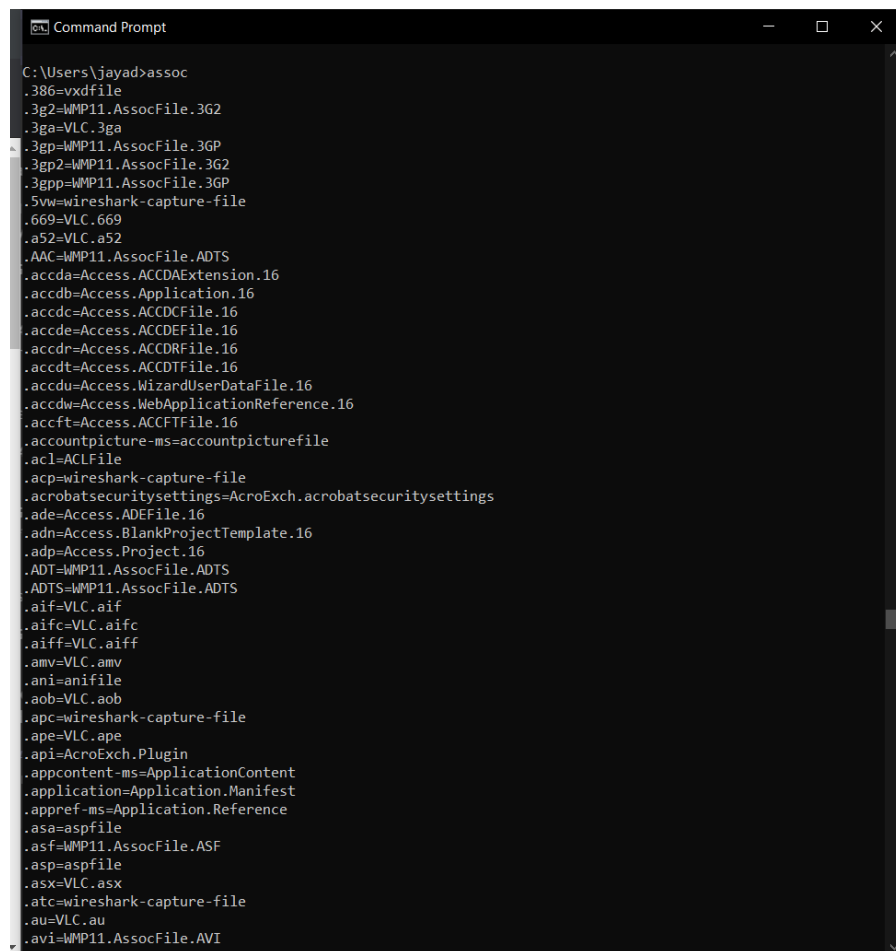 Command Prompt
C:\Users\jayad>assoc
.386=vxdfile
.3g2=WMP11.AssocFile.3G2
.3ga=VLC.3ga
.3gp=WMP11.AssocFile.3GP
.3gp2=WMP11.AssocFile.3G2
.3gpp=WMP11.AssocFile.3GP
.5vw=wireshark-capture-file
.669=VLC.669
.a52=VLC.a52
.AAC=WMP11.AssocFile.ADTS
.accda=Access.ACCDAExtension.16
.accdb=Access.Application.16
.accdc=Access.ACCDCFile.16
.accde=Access.ACCDEFile.16
.accdr=Access.ACCDRFile.16
.accdt=Access.ACCDTFile.16
.accdu=Access.WizardUserDataFile.16
.accdw=Access.WebApplicationReference.16
.accft=Access.ACCFTFile.16
.accountpicture-ms=accountpicturefile
.acl=ACLFile
.acp=wireshark-capture-file
.acrobatsecuritysettings=AcroExch.acrobatsecuritysettings
.ade=Access.ADEFile.16
.adn=Access.BlankProjectTemplate.16
.adp=Access.Project.16
.ADT=WMP11.AssocFile.ADTS
.ADTS=WMP11.AssocFile.ADTS
.aif=VLC.aif
.aifc=VLC.aifc
.aiff=VLC.aiff
.amv=VLC.amv
.ani=anifile
.aob=VLC.aob
.apc=wireshark-capture-file
.ape=VLC.ape
.api=AcroExch.Plugin
.appcontent-ms=ApplicationContent
.application=Application.Manifest
.appref-ms=Application.Reference
.asa=aspfile
.asf=WMP11.AssocFile.ASF
.asp=aspfile
.asx=VLC.asx
.atc=wireshark-capture-file
.au=VLC.au
.avi=WMP11.AssocFile.AVI